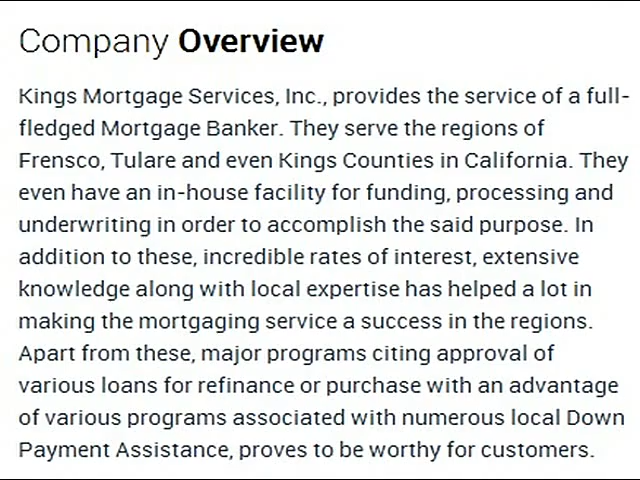 Company Overview
Kings Mortgage Services, Inc., provides the service of a full-
fledged Mortgage Banker. They serve the regions of
Frensco, Tulare and even Kings Counties in California. They
even have an in-house facility for funding, processing and
underwriting in order to accomplish the said purpose. In
addition to these, incredible rates of interest, extensive
knowledge along with local expertise has helped a lot in
making the mortgaging service a success in the regions.
Apart from these, major programs citing approval of
various loans for refinance or purchase with an advantage
of various programs associated with numerous local Down
Payment Assistance, proves to be worthy for customers.